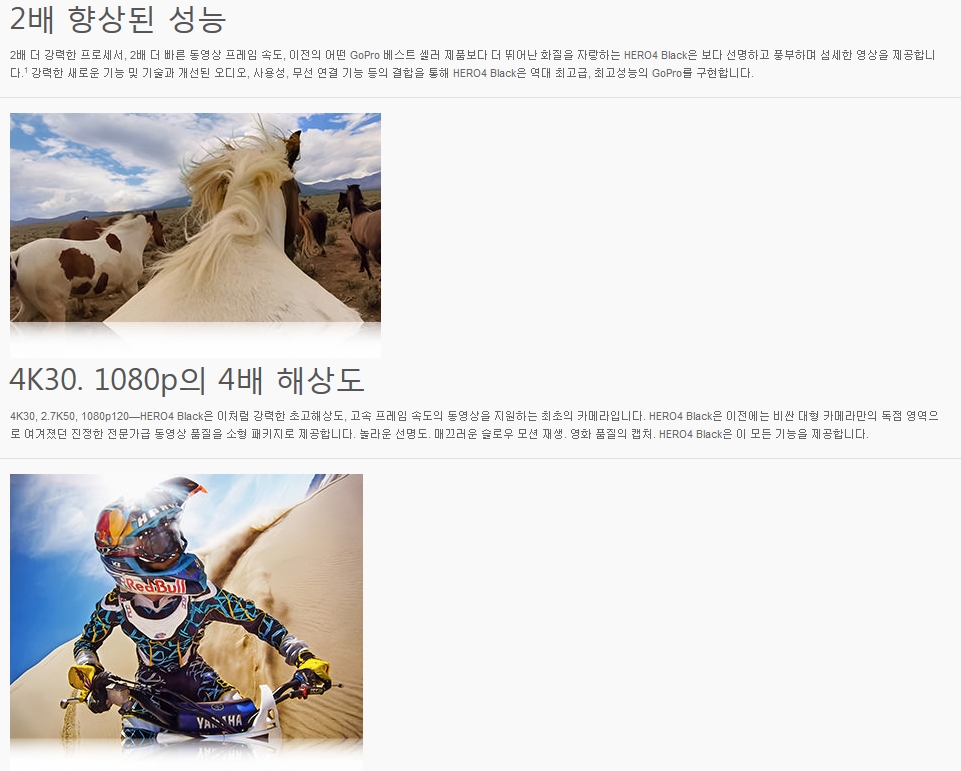 2배 향상된 성능
2배 더 강력한 프로세서, 2배 더 빠른 동영상 프레임 속도, 이전의 어떤 GoPro 베스트 셀러 제품보다 더 뛰어난 화질을 자랑하는 HERO4 Black은 보다 선명하고 풍부하며 섬세한 영상을 제공합니
다.¹ 강력한 새로운 기능 및 기술과 개선된 오디오, 사용성, 무선 연결 기능 등의 결합을 통해 HERO4 Black은 역대 최고급, 최고성능의 GoPro를 구현합니다.
4K30. 1080p의 4배 해상도
4K30, 2.7K50, 1080p120—HERO4 Black은 이처럼 강력한 초고해상도, 고속 프레임 속도의 동영상을 지원하는 최초의 카메라입니다. HERO4 Black은 이전에는 비싼 대형 카메라만의 독점 영역으
로 여겨졌던 진정한 전문가급 동영상 품질을 소형 패키지로 제공합니다. 놀라운 선명도. 매끄러운 슬로우 모션 재생. 영화 품질의 캡처. HERO4 Black은 이 모든 기능을 제공합니다.
RedBull
YAMAHA